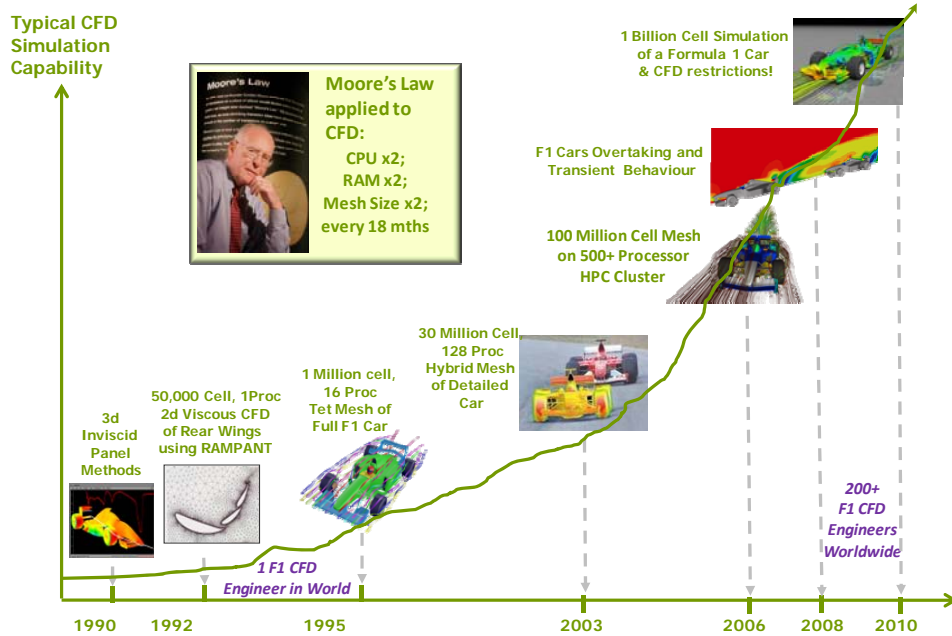 Typical CFD
Simulation
Capability
Moore's Law
Moore's Law
applied to
CFD:
CPU x2;
RAM x2;
Mesh Size x2;
every 18 mths
1 Billion Cell Simulation
of a Formula 1 Car
& CFD restrictions!
F1 Cars Overtaking and
Transient Behaviour
100 Million Cell Mesh
on 500+ Processor
HPC Cluster
30 Million Cell,
128 Proc
Hybrid Mesh
of Detailed
Car
1 Million cell,
16 Proc
Tet Mesh of
Full F1 Car
50,000 Cell, 1Proc
2d Viscous CFD
of Rear Wings
using RAMPANT
3d
Inviscid
Panel
Methods
1 F1 CFD
Engineer in World
200+
F1 CFD
Engineers
Worldwide
1990
1992
1995
2003
2006
2008
2010